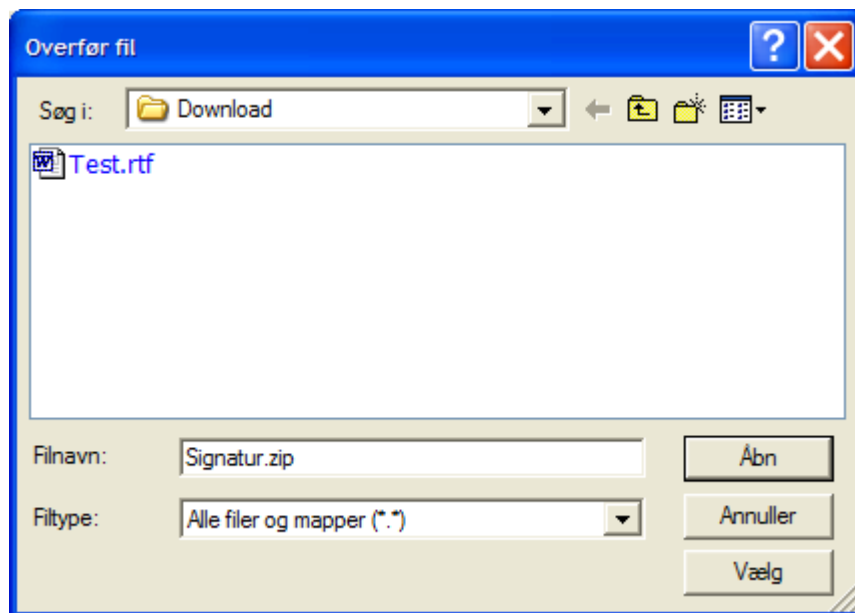 Overfør fil
Søg i: Download
Test.rtf
Filnavn: Signatur.zip Åbn
Filtype: Alle filer og mapper (*.*) Annuller
Vælg